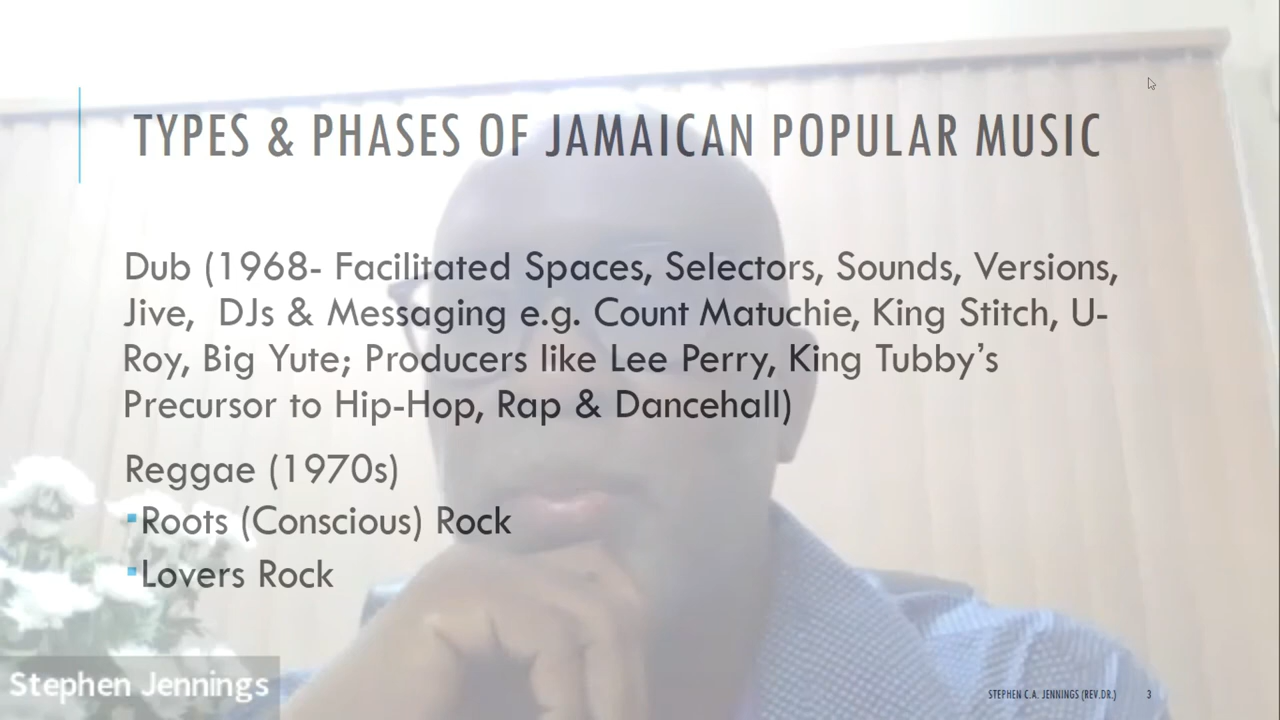 TYPES & PHASES OF JAMAICAN POPULAR MUSIC
Dub (1968- Facilitated Spaces, Selectors, Sounds, Versions,
Jive,  DJs & Messaging e.g. Count Matuchie, King Stitch, U-
Roy, Big Yute; Producers like Lee Perry, King Tubby’s
Precursor to Hip-Hop, Rap & Dancehall)
Reggae (1970s)
▪Roots (Conscious) Rock
▪Lovers Rock
Stephen Jennings
STEPHEN C.A. JENNINGS (REV.DR.) 3